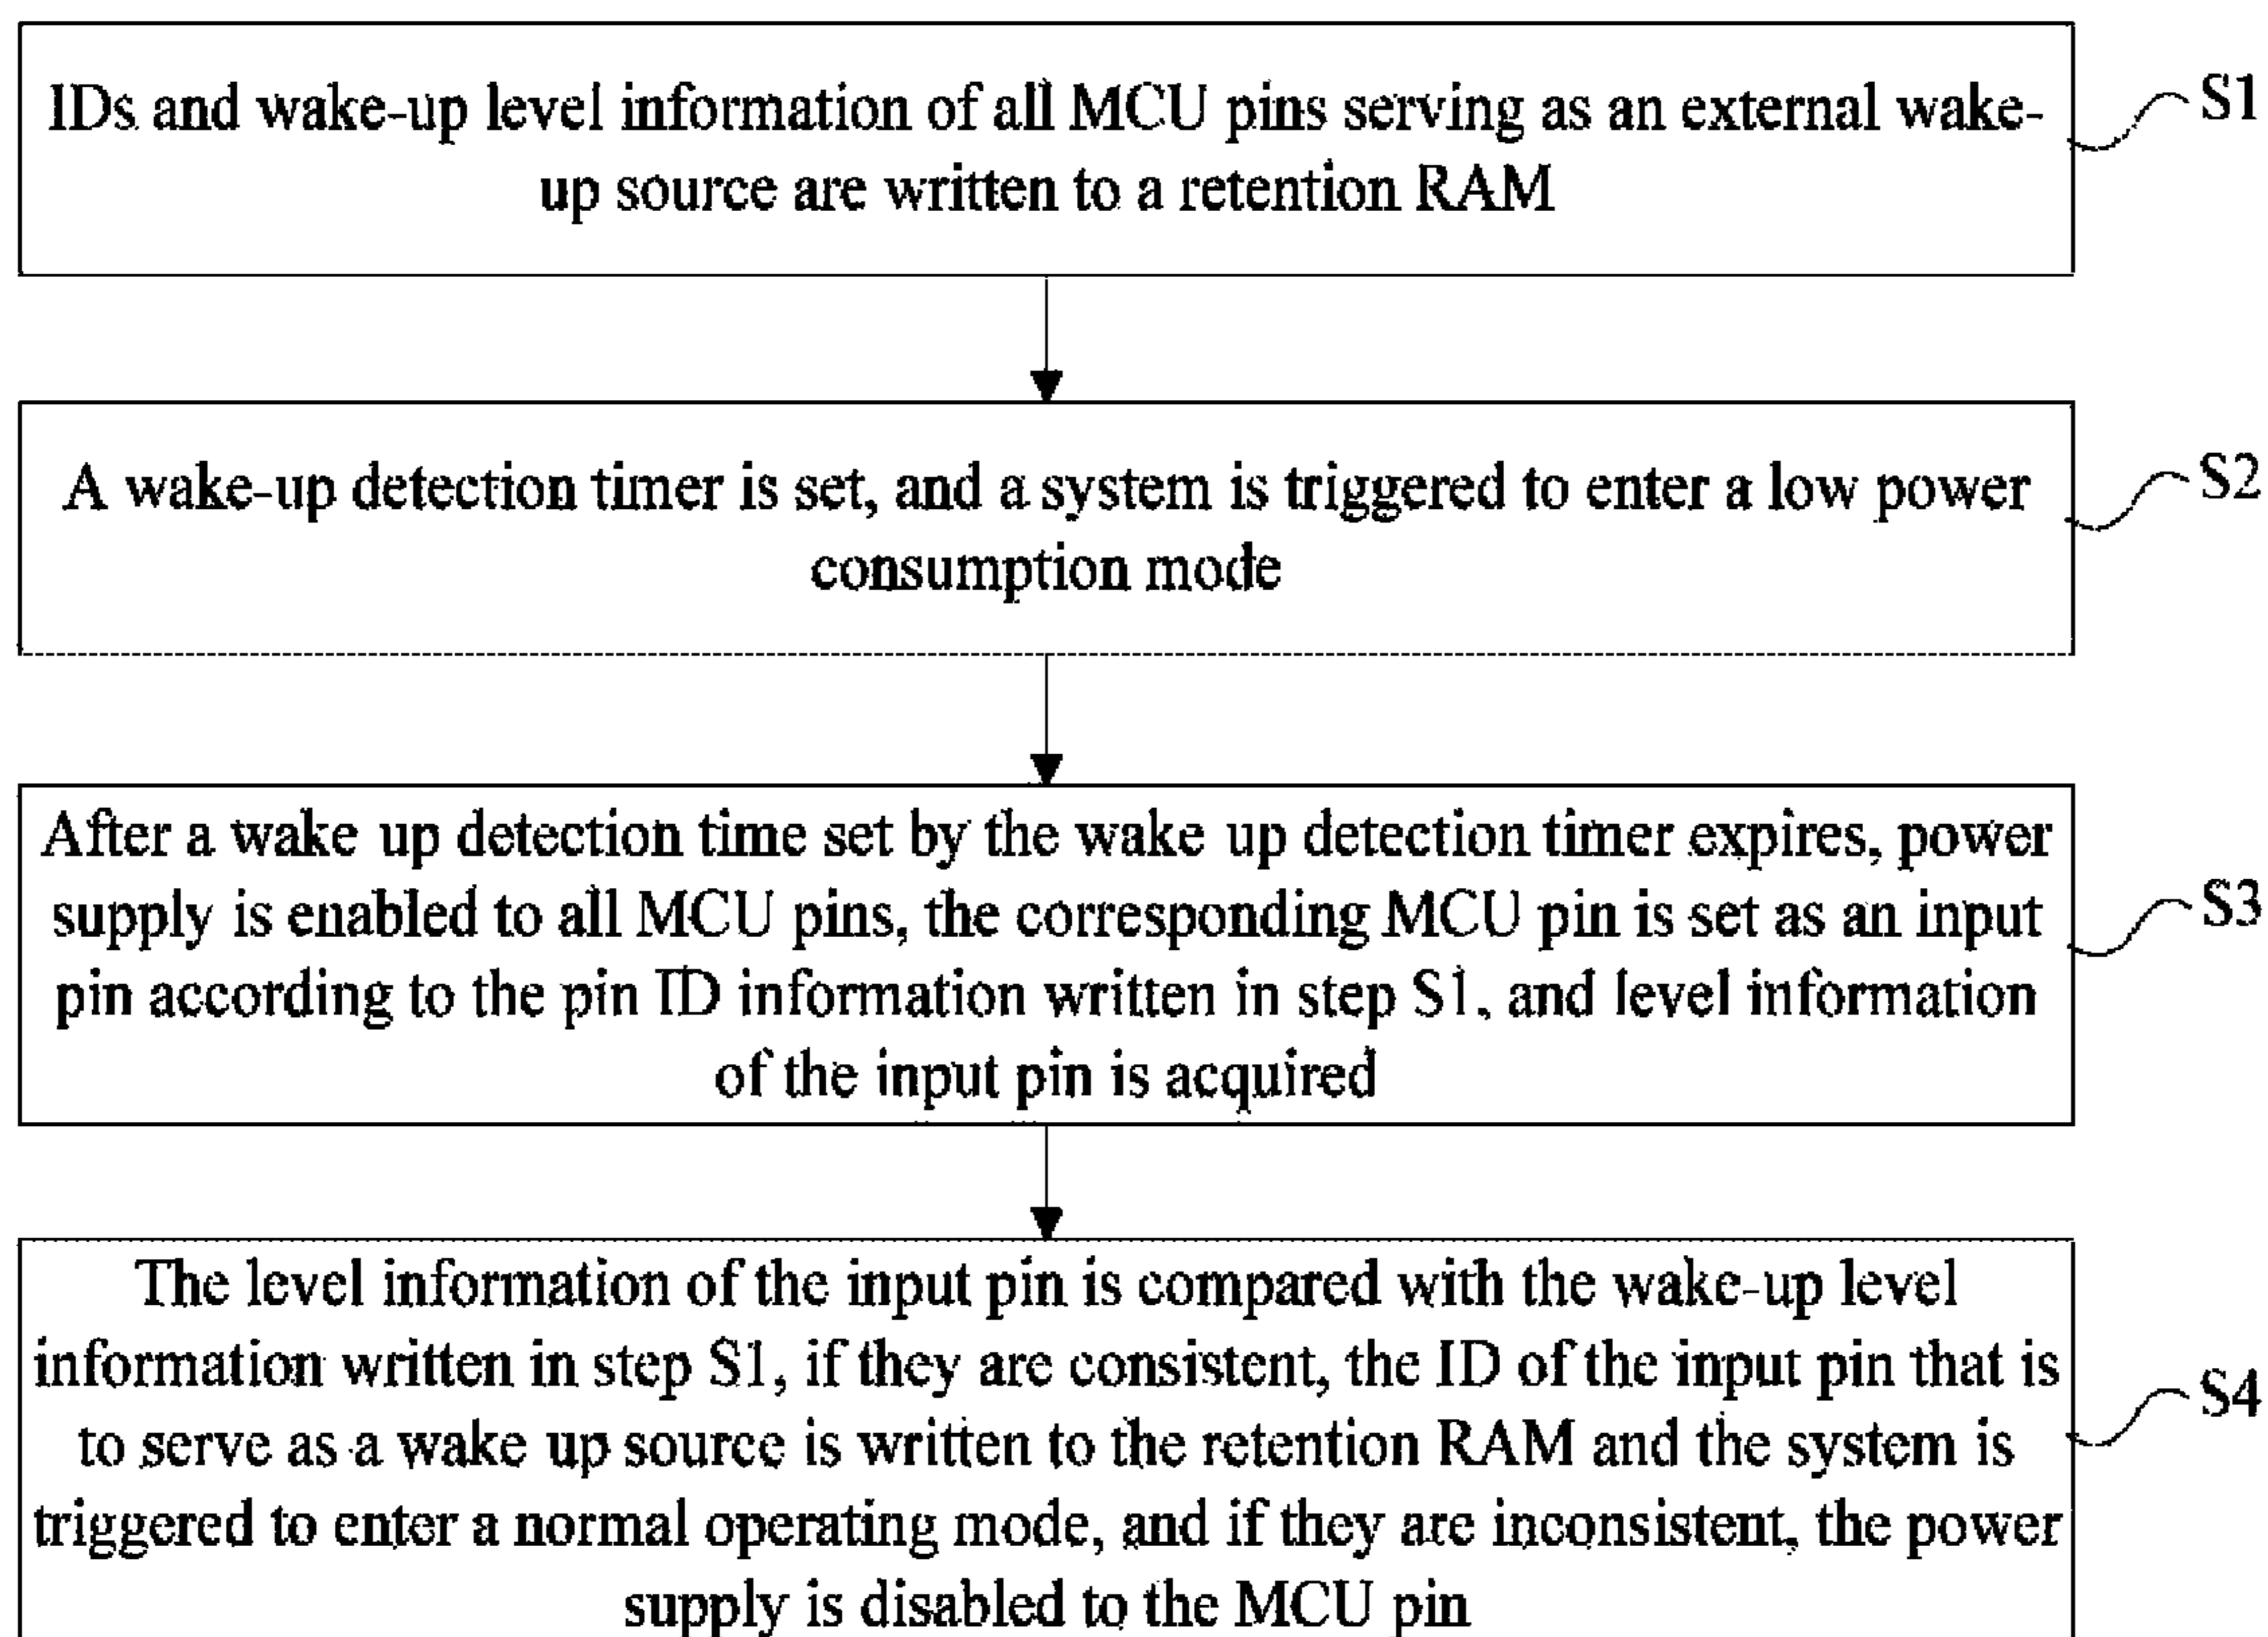 IDs and wake-up level information of all MCU pins serving as an external wake-
up source are written to a retention RAM
S1
A wake-up detection timer is set, and a system is triggered to enter a low power
consumption mode
S2
After a wake up detection time set by the wake up detection timer expires, power
supply is enabled to all MCU pins, the corresponding MCU pin is set as an input
pin according to the pin ID information written in step S1, and level information
of the input pin is acquired
S3
The level information of the input pin is compared with the wake-up level
information written in step S1, if they are consistent, the ID of the input pin that is
to serve as a wake up source is written to the retention RAM and the system is
triggered to enter a normal operating mode, and if they are inconsistent, the power
supply is disabled to the MCU pin
S4